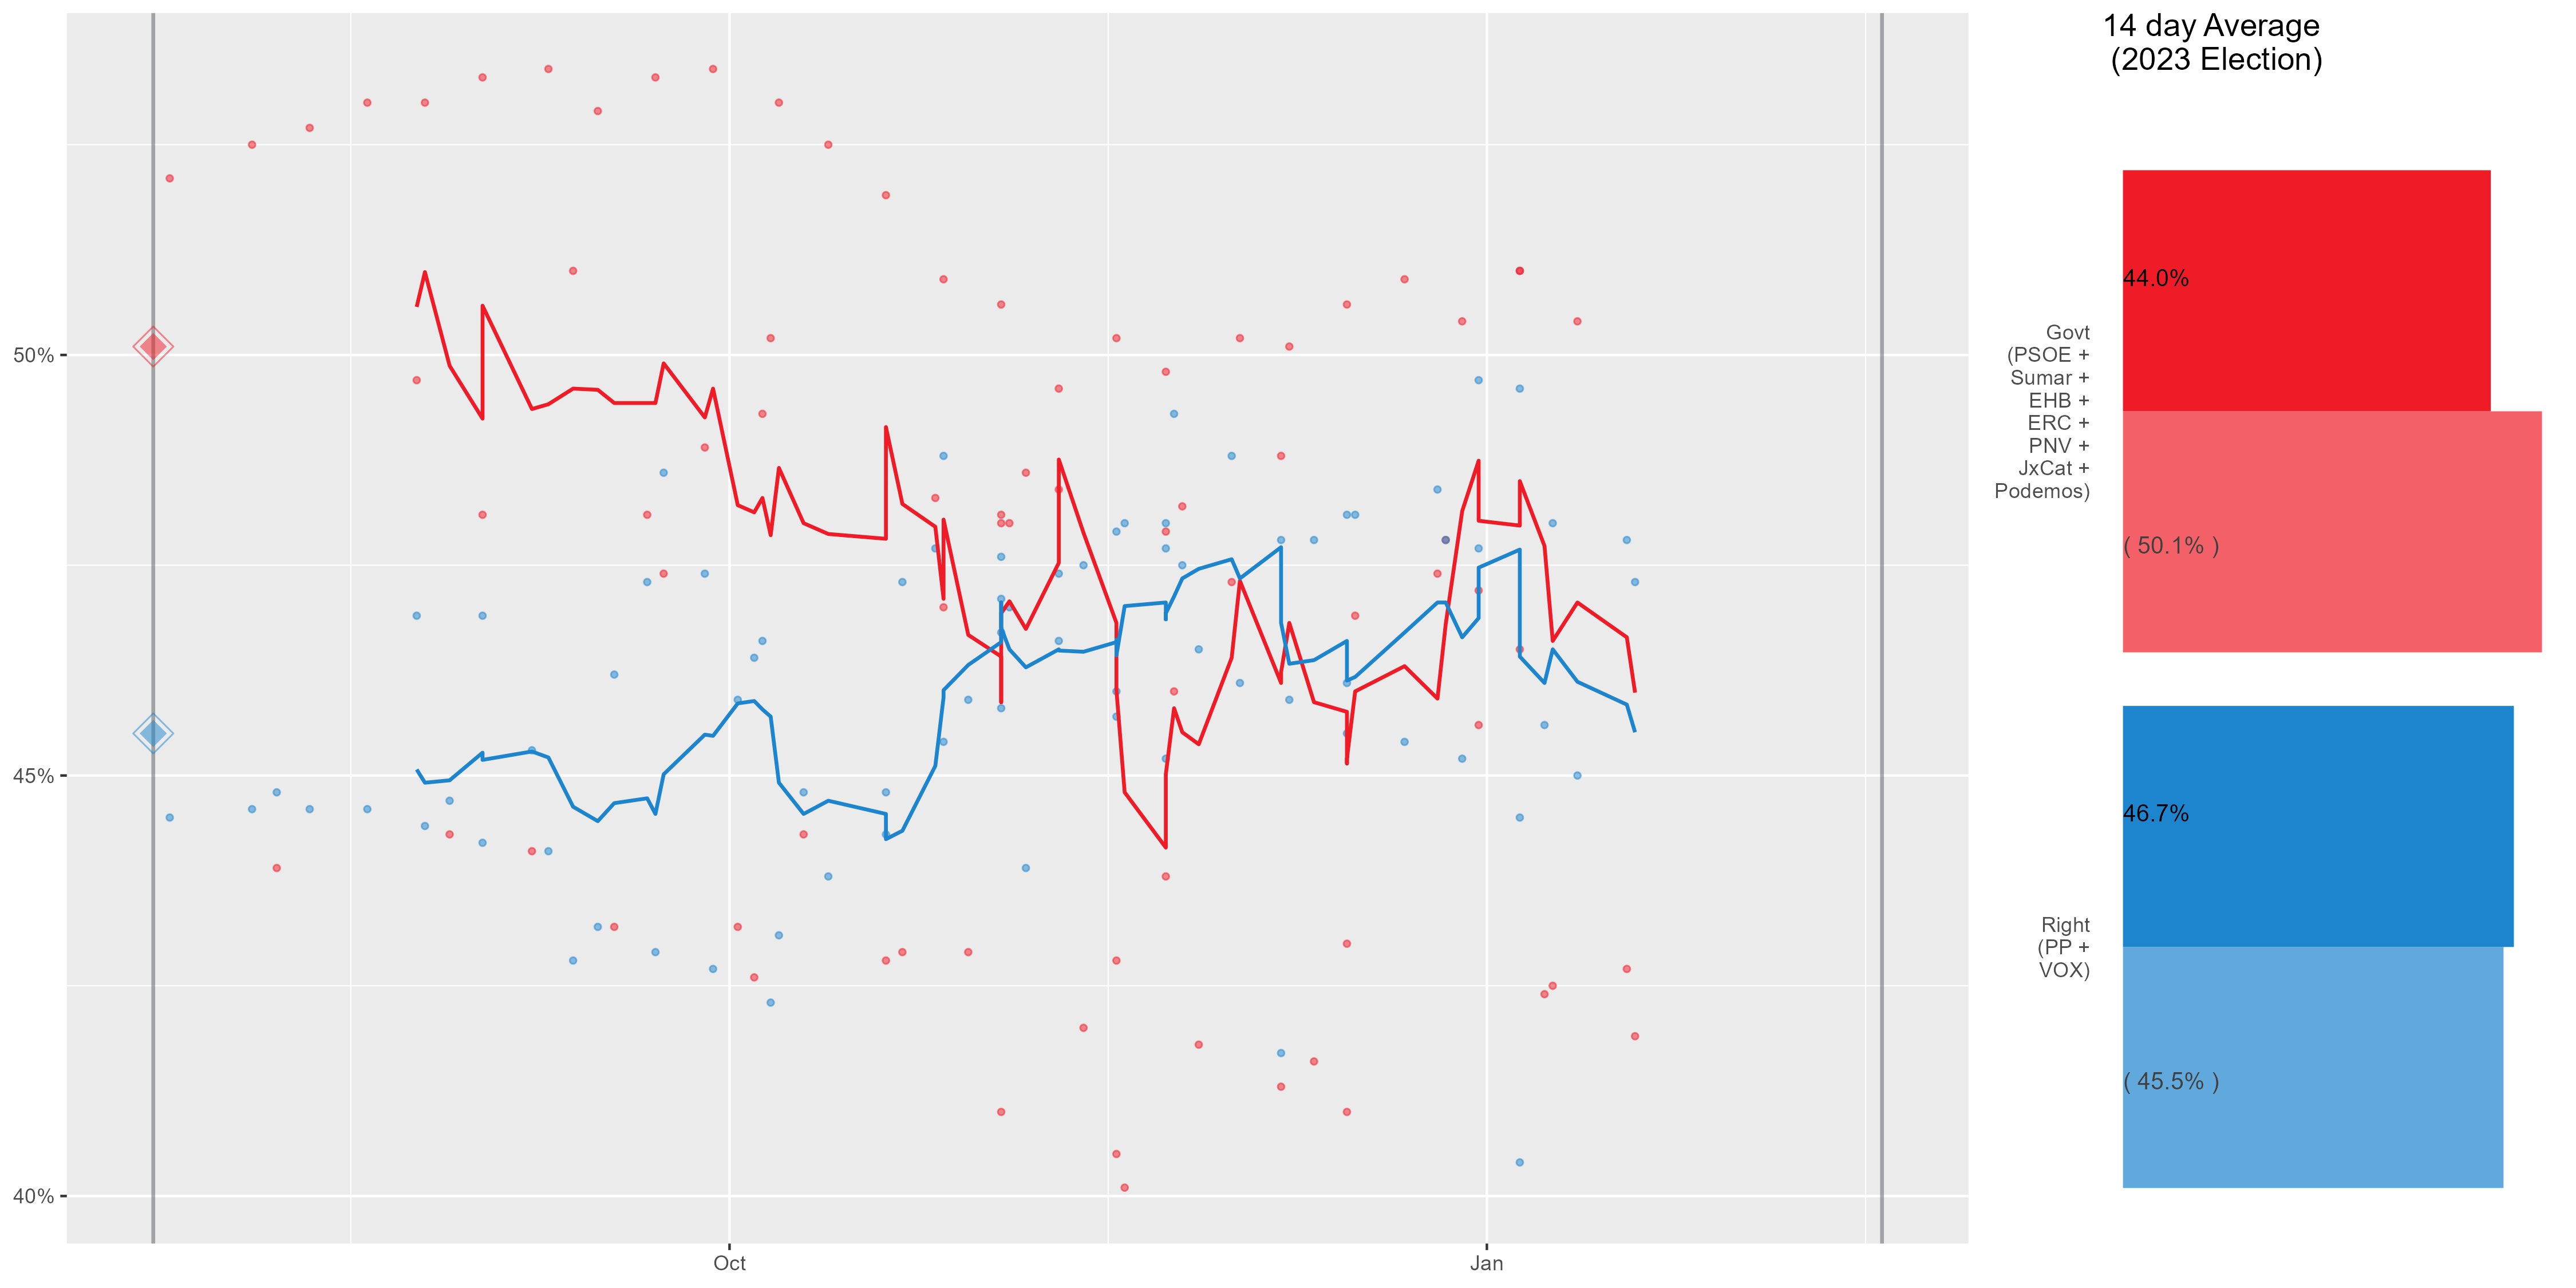 14 day Average
(2023 Election)
50%
45%
40%
Oct
Jan
Govt
(PSOE +
Sumar +
EHB +
ERC +
PNV +
JxCat +
Podemos)
44.0%
( 50.1% )
Right
(PP +
VOX)
46.7%
( 45.5% )